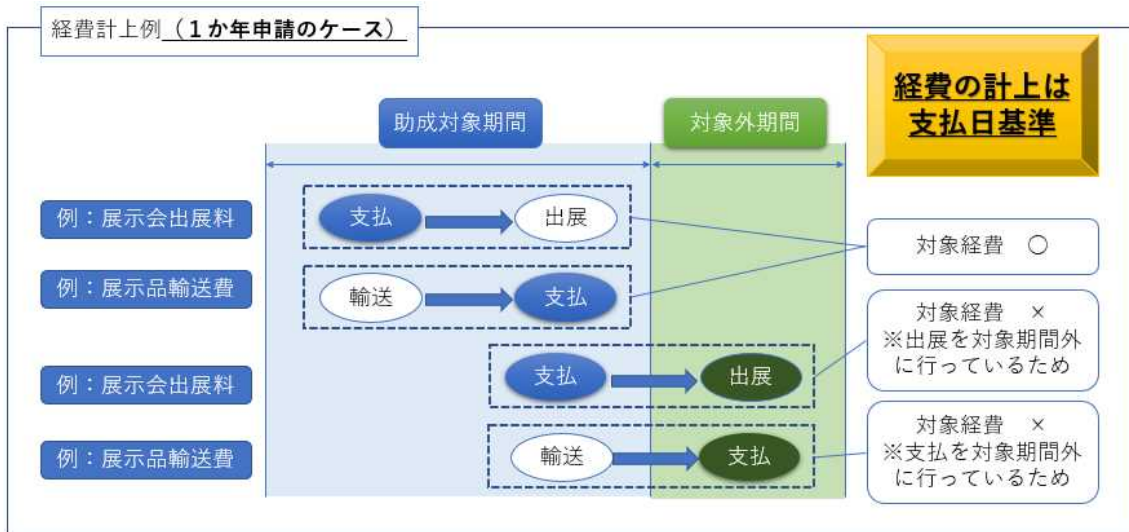 経費計上例（１か年申請のケース）
経費の計上は
支払日基準
助成対象期間
対象外期間
例：展示会出展料
支払
出展
対象経費　○
例：展示品輸送費
輸送
支払
対象経費　×
※出展を対象期間外
に行っているため
例：展示会出展料
支払
出展
対象経費　×
※支払を対象期間外
に行っているため
例：展示品輸送費
輸送
支払